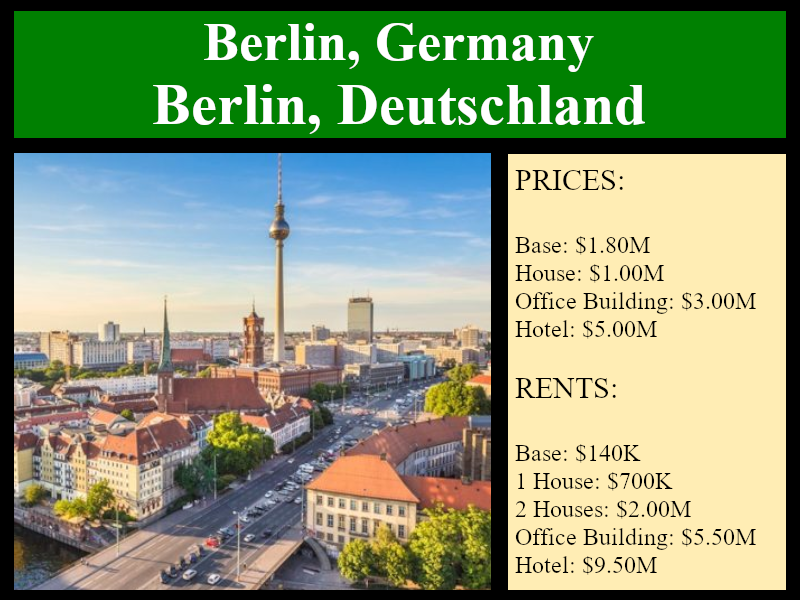 Berlin, Germany
Berlin, Deutschland
PRICES:
Base: $1.80M
House: $1.00M
Office Building: $3.00M
Hotel: $5.00M
RENTS:
Base: $140K
1 House: $700K
2 Houses: $2.00M
Office Building: $5.50M
Hotel: $9.50M